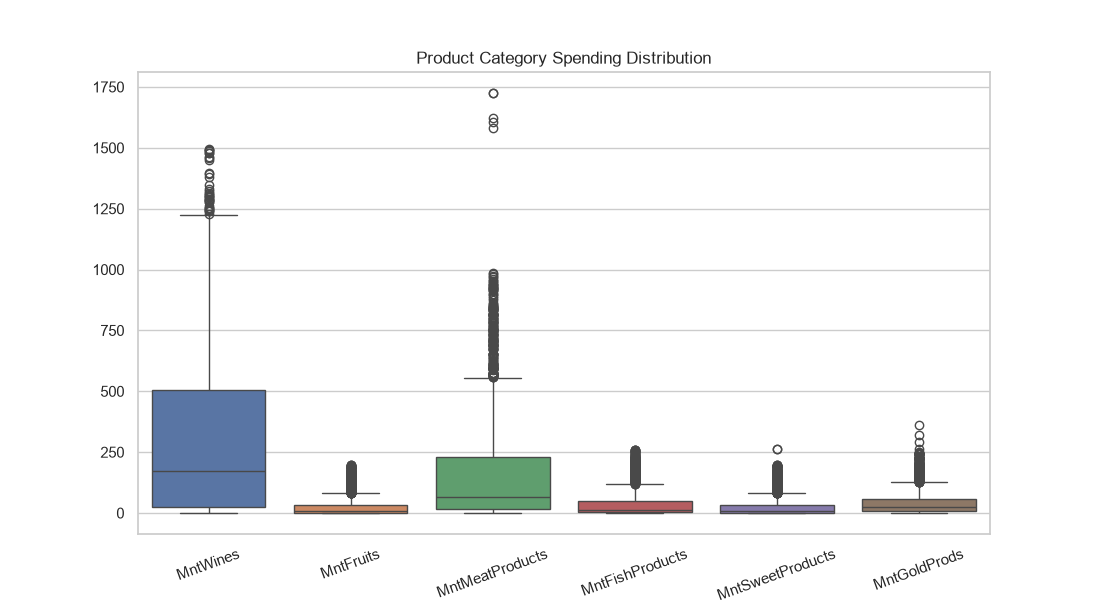 Product Category Spending Distribution
1750
1500
1250
1000
750
500
250
0
MntWines
MntFruits
MntMeatProducts
MntFishProducts
MntSweetProducts
MntGoldProds